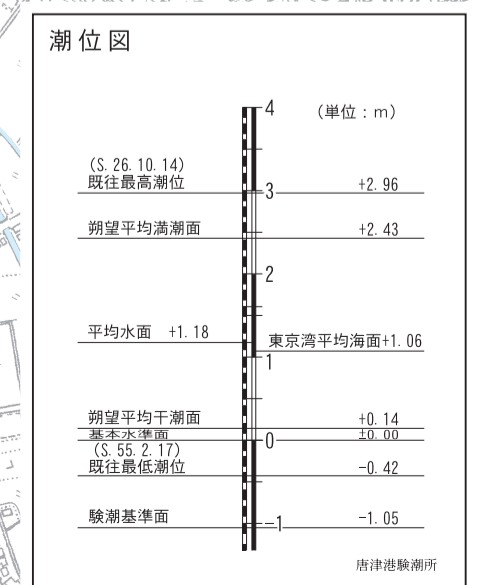 潮位図
4 （単位：m）
(S.26.10.14)
既往最高潮位 +2.96
3
朔望平均満潮面 +2.43
2
平均水面 +1.18
東京湾平均海面+1.06
1
朔望平均干潮面 +0.14
基本水準面 ±0.00
0
(S.55.2.17)
既往最低潮位 -0.42
験潮基準面 -1.05
-1
唐津港験潮所